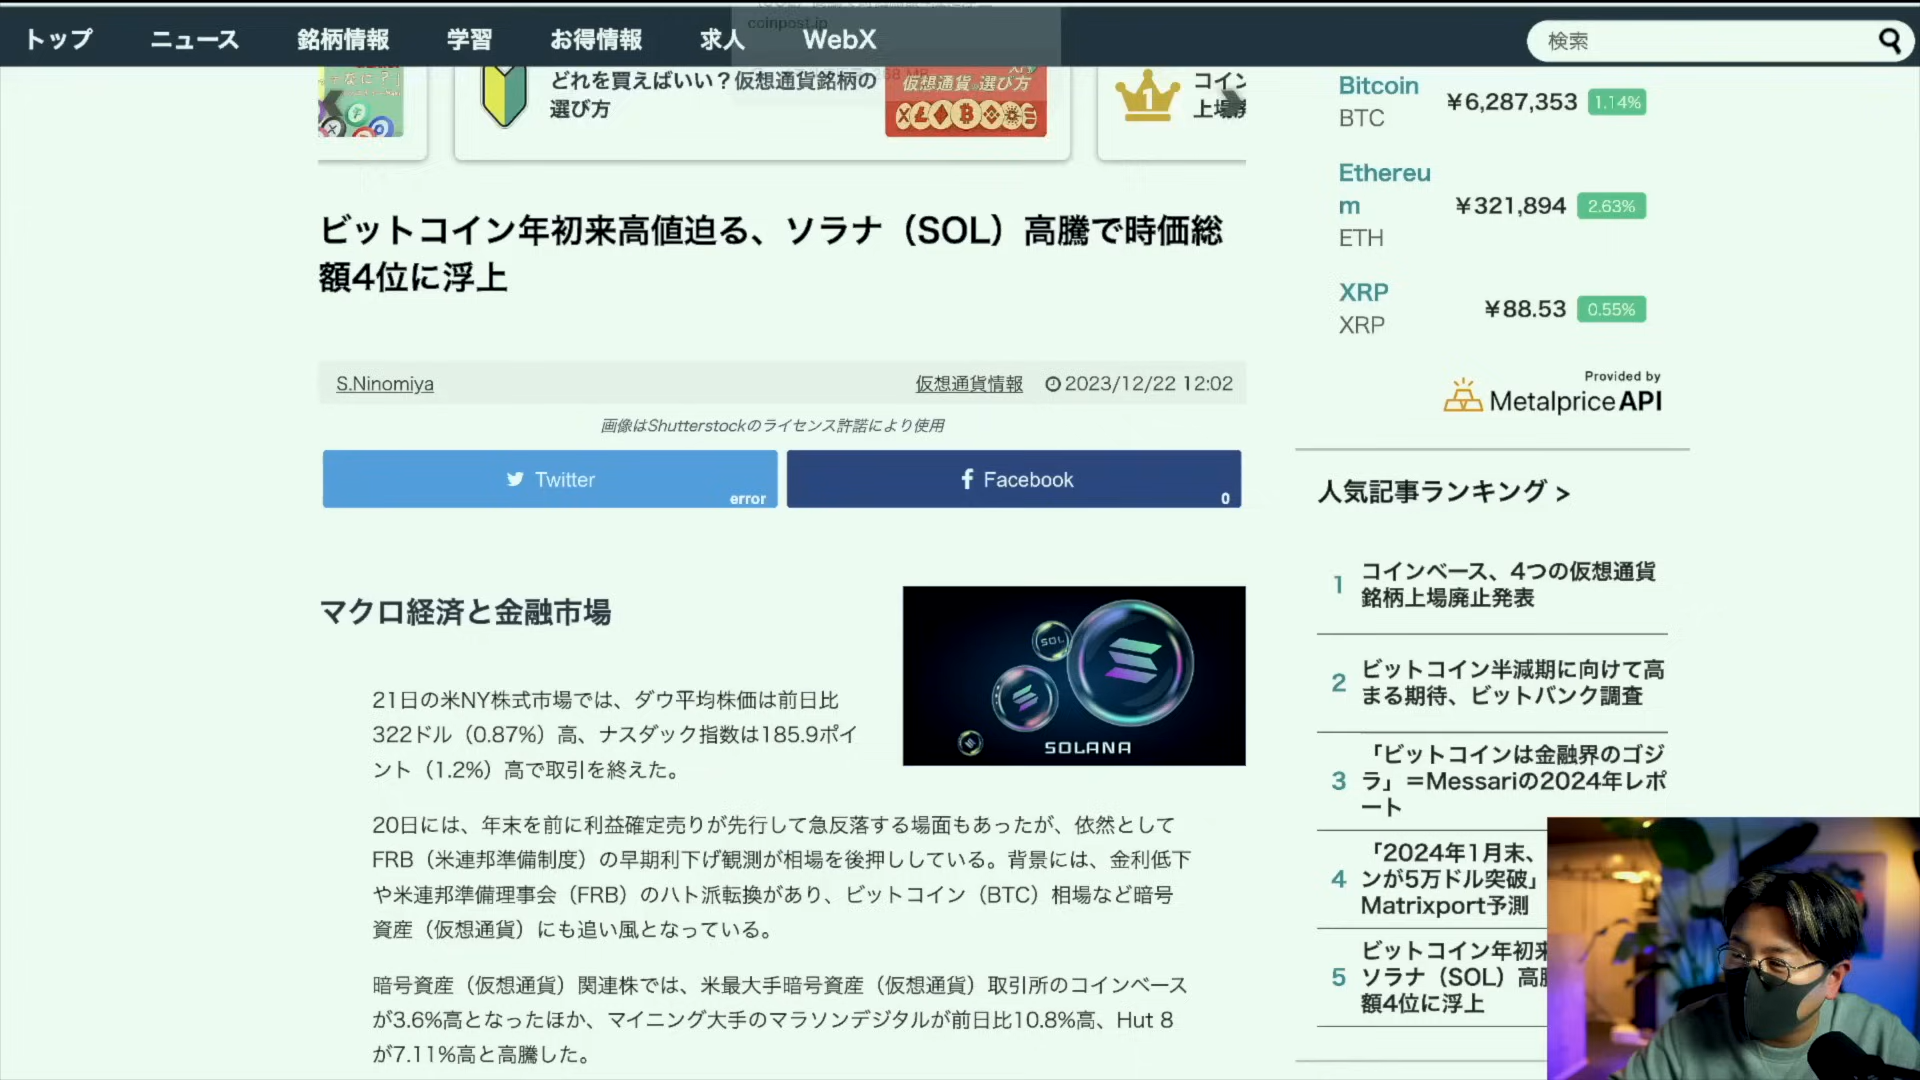 coinpost.jp
トップ
ニュース
銘柄情報
学習
お得情報
求人
WebX
検索
どれを買えばいい？仮想通貨銘柄の
選び方
仮想通貨の選び方
コイン
上場
ビットコイン年初来高値迫る、ソラナ（SOL）高騰で時価総
額4位に浮上
S.Ninomiya
仮想通貨情報
2023/12/22 12:02
画像はShutterstockのライセンス許諾により使用
Twitter
error
Facebook
0
マクロ経済と金融市場
SOL
SOLANA
21日の米NY株式市場では、ダウ平均株価は前日比
322ドル（0.87%）高、ナスダック指数は185.9ポイ
ント（1.2%）高で取引を終えた。
20日には、年末を前に利益確定売りが先行して急反落する場面もあったが、依然として
FRB（米連邦準備制度）の早期利下げ観測が相場を後押ししている。背景には、金利低下
や米連邦準備理事会（FRB）のハト派転換があり、ビットコイン（BTC）相場など暗号
資産（仮想通貨）にも追い風となっている。
暗号資産（仮想通貨）関連株では、米最大手暗号資産（仮想通貨）取引所のコインベース
が3.6%高となったほか、マイニング大手のマラソンデジタルが前日比10.8%高、Hut 8
が7.11%高と高騰した。
Bitcoin
BTC
¥6,287,353
1.14%
Ethereu
m
ETH
¥321,894
2.63%
XRP
XRP
¥88.53
0.55%
Provided by
MetalpriceAPI
人気記事ランキング >
1
コインベース、4つの仮想通貨
銘柄上場廃止発表
2
ビットコイン半減期に向けて高
まる期待、ビットバンク調査
3
「ビットコインは金融界のゴジ
ラ」＝Messariの2024年レポ
ート
4
「2024年1月末、
ンが5万ドル突破」
Matrixport予測
5
ビットコイン年初来
ソラナ（SOL）高
額4位に浮上